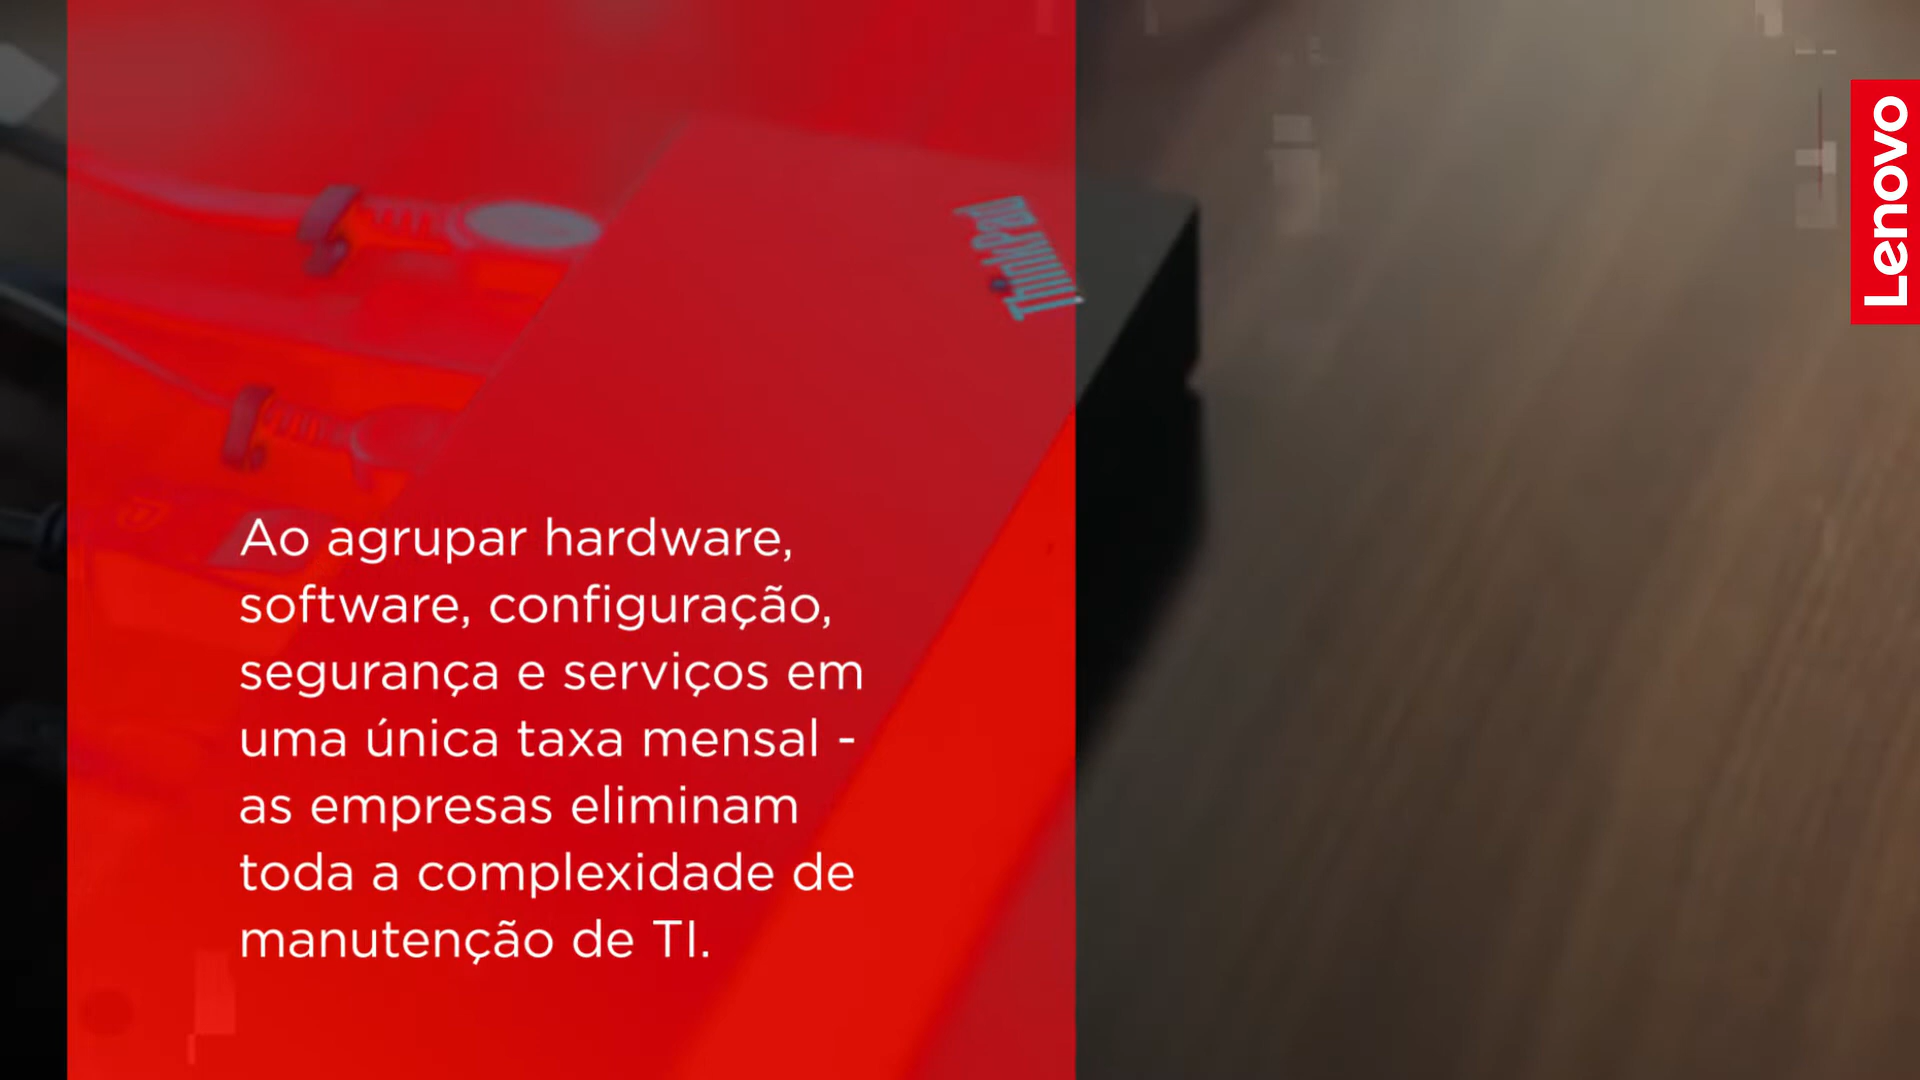 Lenovo
ThinkPad
Ao agrupar hardware,
software, configuração,
segurança e serviços em
uma única taxa mensal -
as empresas eliminam
toda a complexidade de
manutenção de TI.